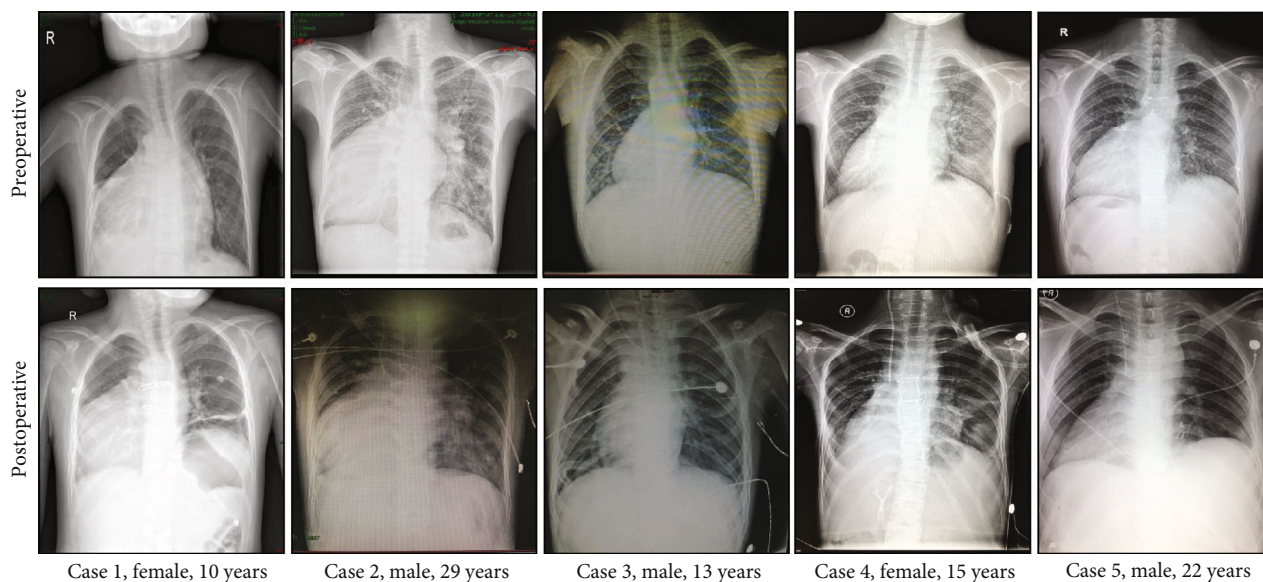 Preoperative
R
R
Postoperative
R
R
R
Case 1, female, 10 years
Case 2, male, 29 years
Case 3, male, 13 years
Case 4, female, 15 years
Case 5, male, 22 years